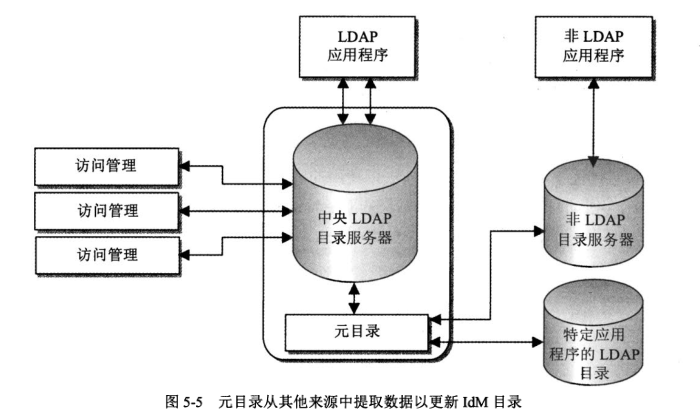 LDAP
应用程序
非 LDAP
应用程序
访问管理
访问管理
访问管理
中央 LDAP
目录服务器
非 LDAP
目录服务器
元目录
特定应用
程序的 LDAP
目录
图 5-5 元目录从其他来源中提取数据以更新 IdM 目录